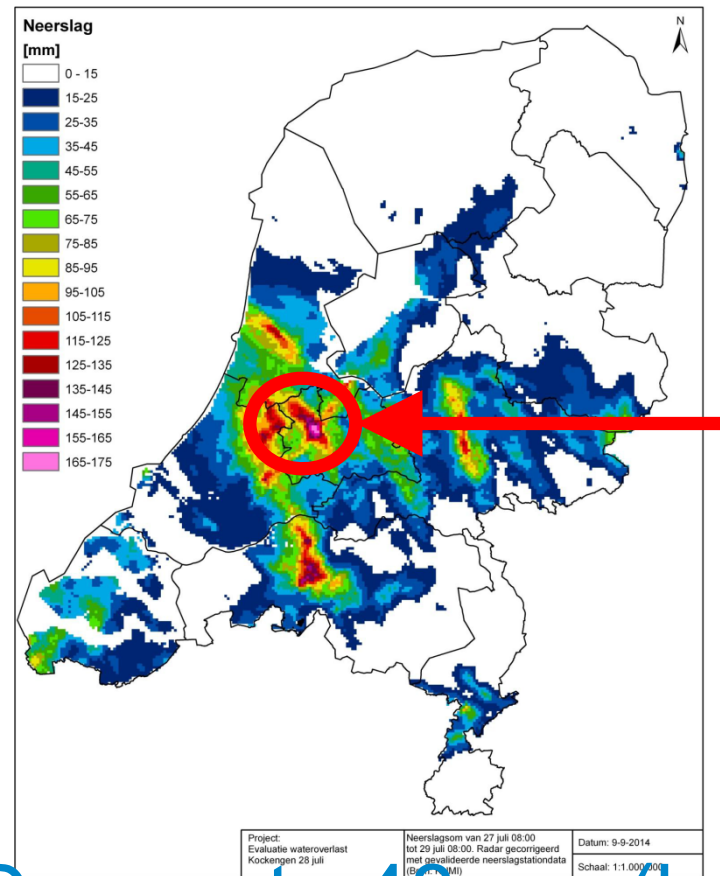 Neerslag
[mm]
0 - 15
15-25
25-35
35-45
45-55
55-65
65-75
75-85
85-95
95-105
105-115
115-125
125-135
135-145
145-155
155-165
165-175
N
Project:
Evaluatie wateroverlast
Kockengen 28 juli
Neerslagsom van 27 juli 08:00
tot 29 juli 08:00. Radar gecorrigeerd
met gevalideerde neerslagstationdata
Datum: 9-9-2014
Schaal: 1:1.000.000